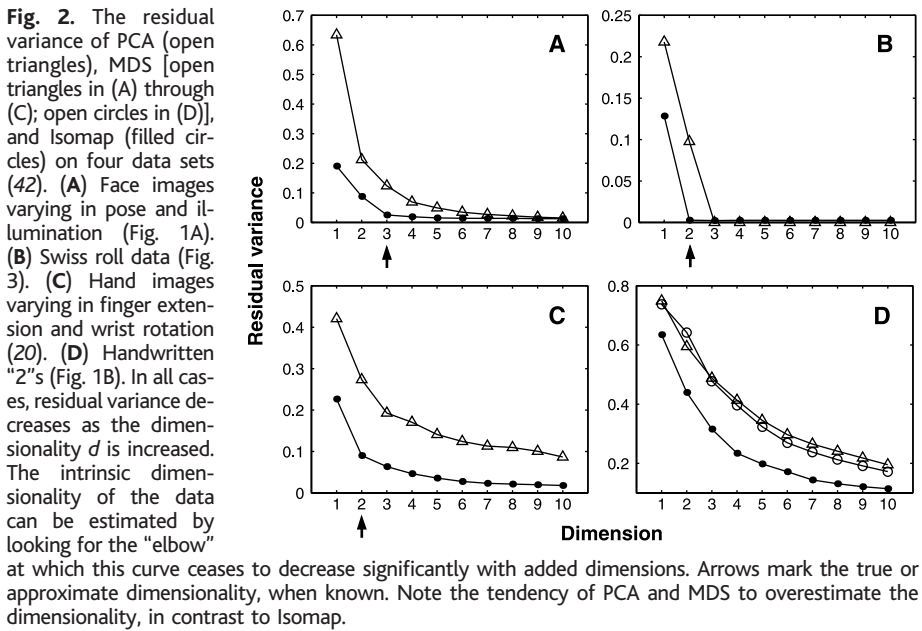 Fig. 2. The residual
variance of PCA (open
triangles), MDS [open
triangles in (A) through
(C); open circles in (D)],
and Isomap (filled cir-
cles) on four data sets
(42). (A) Face images
varying in pose and il-
lumination (Fig. 1A).
(B) Swiss roll data (Fig.
3). (C) Hand images
varying in finger exten-
sion and wrist rotation
(20). (D) Handwritten
"2"s (Fig. 1B). In all cas-
es, residual variance de-
creases as the dimen-
sionality d is increased.
The intrinsic dimen-
sionality of the data
can be estimated by
looking for the "elbow"
at which this curve ceases to decrease significantly with added dimensions. Arrows mark the true or
approximate dimensionality, when known. Note the tendency of PCA and MDS to overestimate the
dimensionality, in contrast to Isomap.
Residual variance
A
0.7
0.6
0.5
0.4
0.3
0.2
0.1
0
1 2 3 4 5 6 7 8 9 10
B
0.25
0.2
0.15
0.1
0.05
0
1 2 3 4 5 6 7 8 9 10
C
0.5
0.4
0.3
0.2
0.1
0
1 2 3 4 5 6 7 8 9 10
D
0.8
0.6
0.4
0.2
1 2 3 4 5 6 7 8 9 10
Dimension